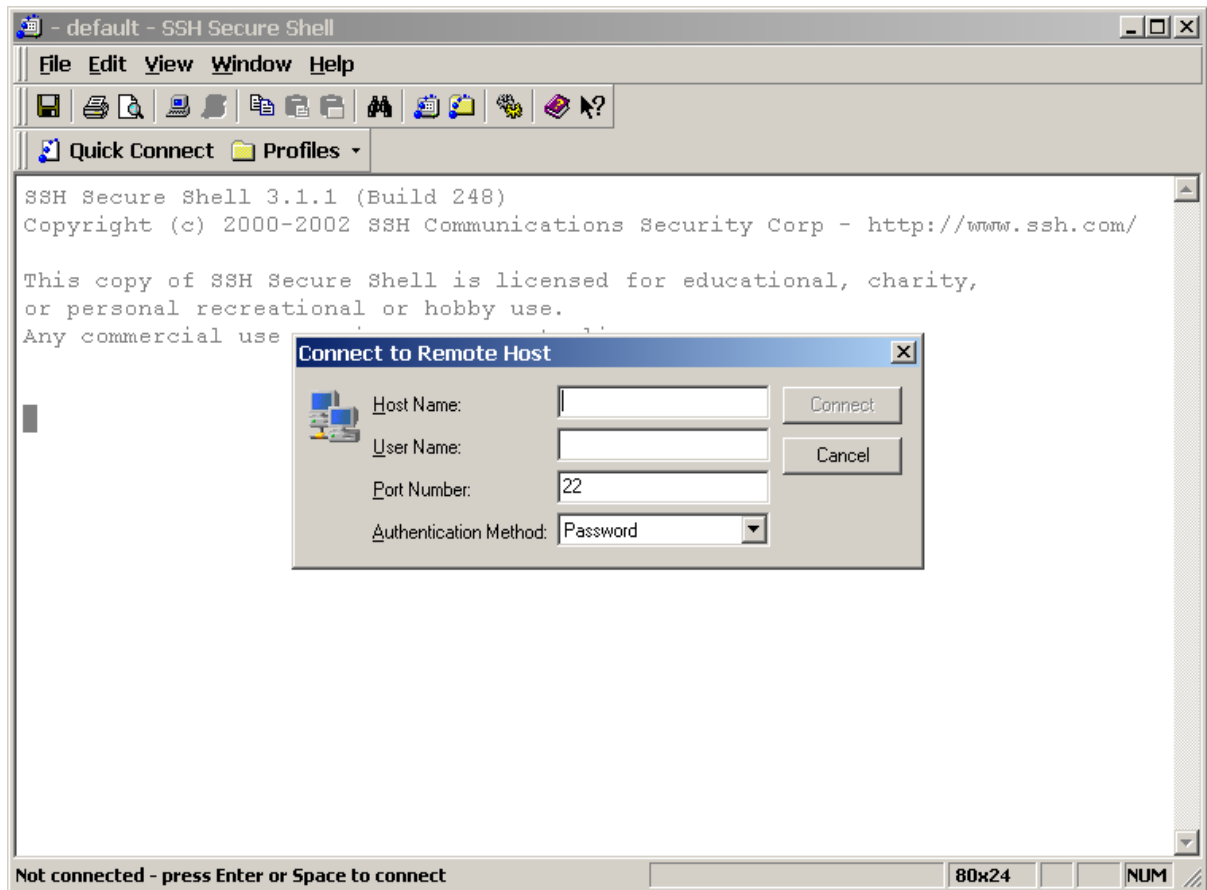 - default - SSH Secure Shell
File Edit View Window Help
Quick Connect Profiles
SSH Secure Shell 3.1.1 (Build 248)
Copyright (c) 2000-2002 SSH Communications Security Corp - http://www.ssh.com/
This copy of SSH Secure Shell is licensed for educational, charity,
or personal recreational or hobby use.
Any commercial use
Connect to Remote Host
Host Name: Connect
User Name: Cancel
Port Number: 22
Authentication Method: Password
Not connected - press Enter or Space to connect 80x24 NUM